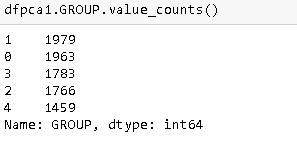 dfpca1.GROUP.value_counts()
1    1979
0    1963
3    1783
2    1766
4    1459
Name: GROUP, dtype: int64